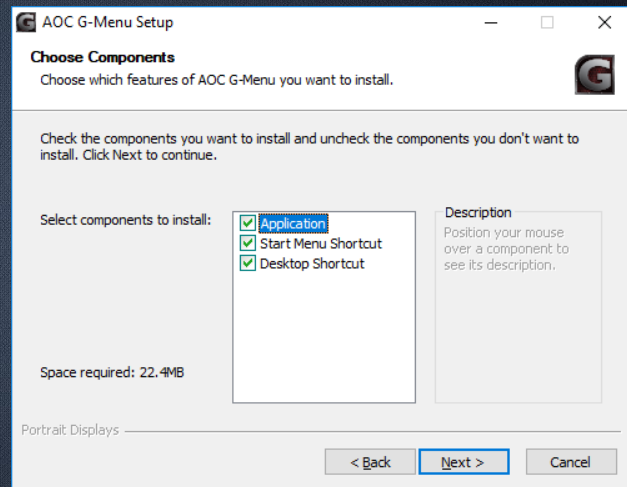 AOC G-Menu Setup
Choose Components
Choose which features of AOC G-Menu you want to install.
G
Check the components you want to install and uncheck the components you don't want to
install. Click Next to continue.
Select components to install:
Application
Start Menu Shortcut
Desktop Shortcut
Description
Position your mouse
over a component to
see its description.
Space required: 22.4MB
Portrait Displays
< Back
Next >
Cancel